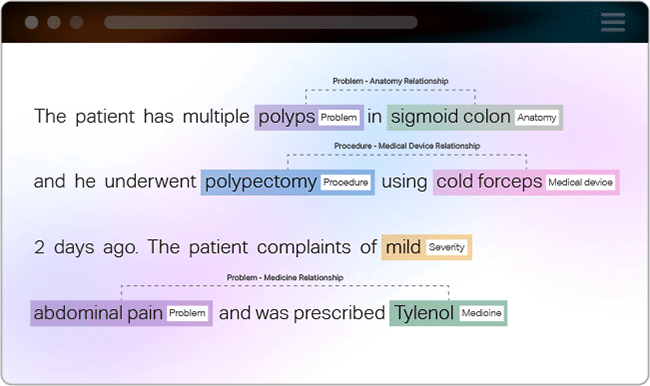 Problem - Anatomy Relationship
The patient has multiple polyps Problem in sigmoid colon Anatomy
Procedure - Medical Device Relationship
and he underwent polypectomy Procedure using cold forceps Medical device
2 days ago. The patient complaints of mild Severity
Problem - Medicine Relationship
abdominal pain Problem and was prescribed Tylenol Medicine